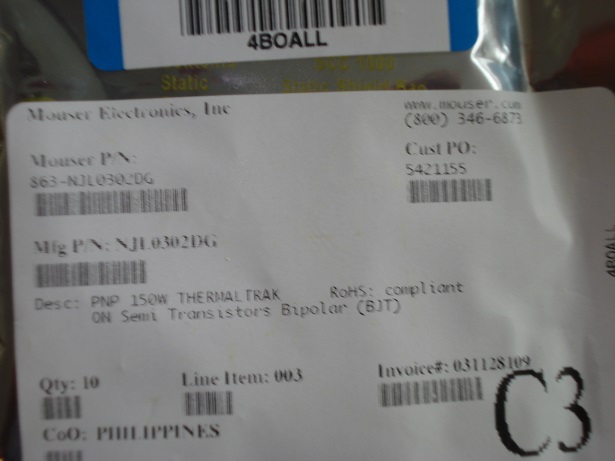 4BOALL
Static
Mouser Electronics, Inc
www.mouser.com
(800) 346-6873
Mouser P/N:
863-NJL0302DG
Cust PO:
5421155
Mfg P/N: NJL0302DG
Desc: PNP 150W THERMALTRAK RoHS: compliant
ON Semi Transistors Bipolar (BJT)
4BOALL
Qty: 10 Line Item: 003 Invoice#: 031128109
CoO: PHILIPPINES
C3